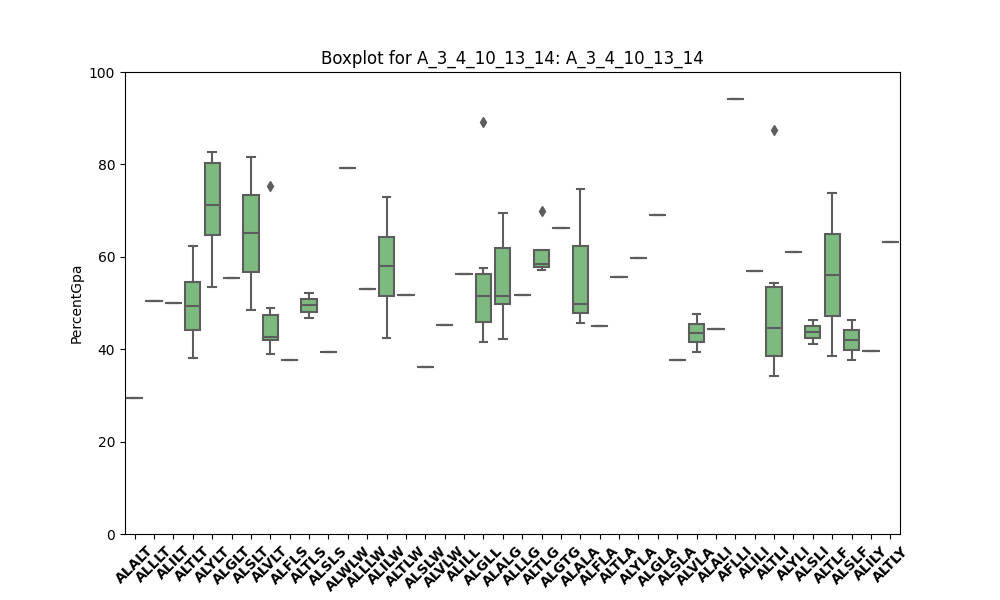 Boxplot for A_3_4_10_13_14: A_3_4_10_13_14
PercentGpa
100
80
60
40
20
0
ALALT
ALLLT
ALILT
ALTLT
ALYLT
ALGLT
ALSLT
ALVLT
ALFLS
ALTLS
ALSLS
ALWLW
ALLLW
ALILW
ALTLW
ALSLW
ALVLW
ALILL
ALGLL
ALALG
ALLLG
ALTLG
ALGTG
ALALA
ALFLA
ALTLA
ALYLA
ALGLA
ALSLA
ALVLA
ALALI
AFLLI
ALILI
ALTLI
ALYLI
ALSLI
ALTLF
ALSLF
ALILY
ALTLY